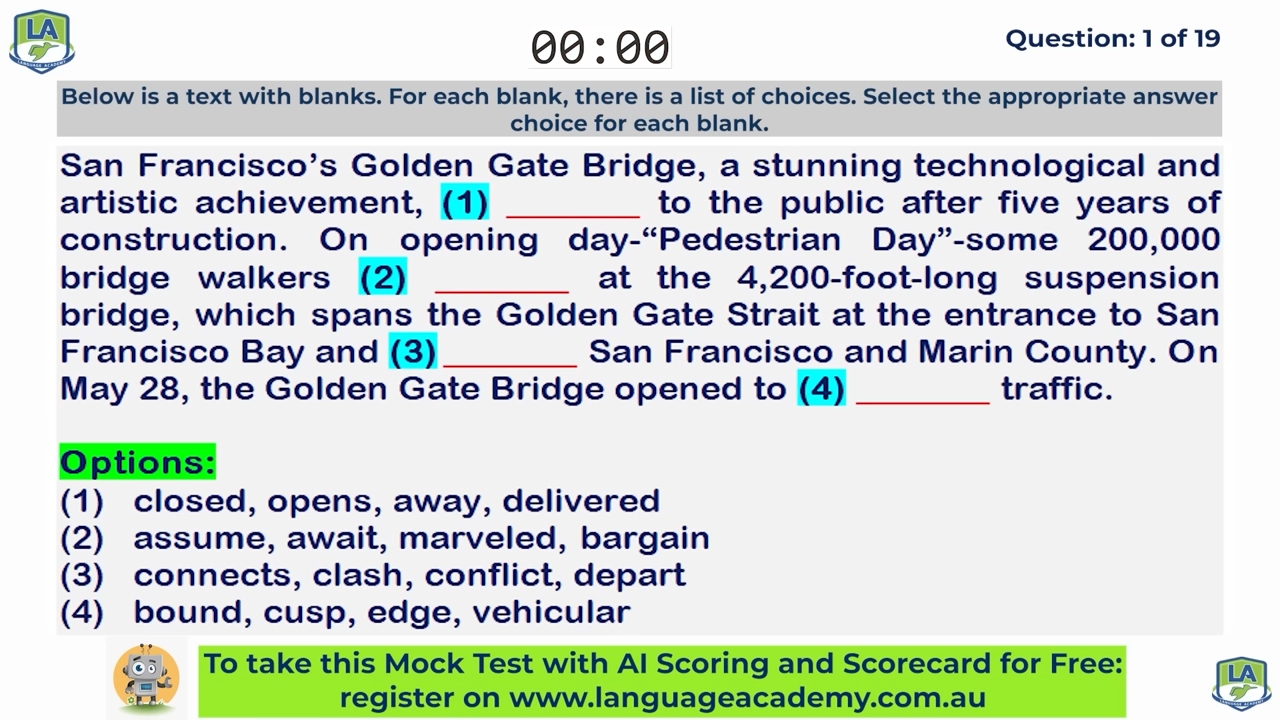 LA
LANGUAGE ACADEMY
00:00
Question: 1 of 19
Below is a text with blanks. For each blank, there is a list of choices. Select the appropriate answer
choice for each blank.
San Francisco’s Golden Gate Bridge, a stunning technological and
artistic achievement, (1) ________ to the public after five years of
construction. On opening day-“Pedestrian Day”-some 200,000
bridge walkers (2) ________ at the 4,200-foot-long suspension
bridge, which spans the Golden Gate Strait at the entrance to San
Francisco Bay and (3)________ San Francisco and Marin County. On
May 28, the Golden Gate Bridge opened to (4) ________ traffic.
Options:
(1) closed, opens, away, delivered
(2) assume, await, marveled, bargain
(3) connects, clash, conflict, depart
(4) bound, cusp, edge, vehicular
To take this Mock Test with AI Scoring and Scorecard for Free:
register on www.languageacademy.com.au
LA
LANGUAGE ACADEMY